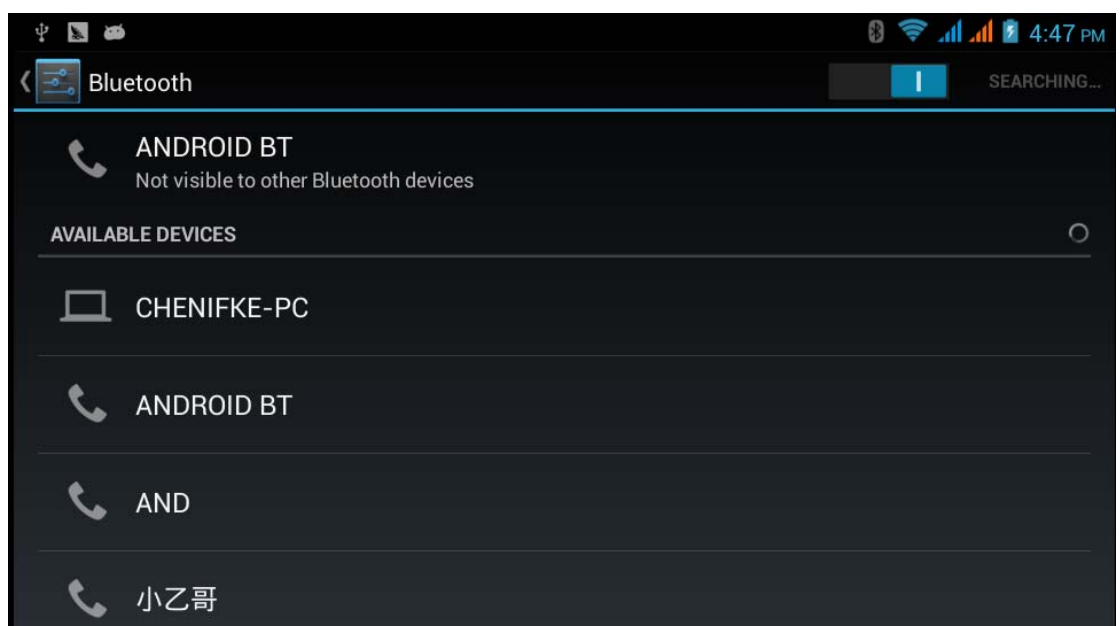 4:47 PM
Bluetooth
SEARCHING...
ANDROID BT
Not visible to other Bluetooth devices
AVAILABLE DEVICES
CHENIFKE-PC
ANDROID BT
AND
小乙哥